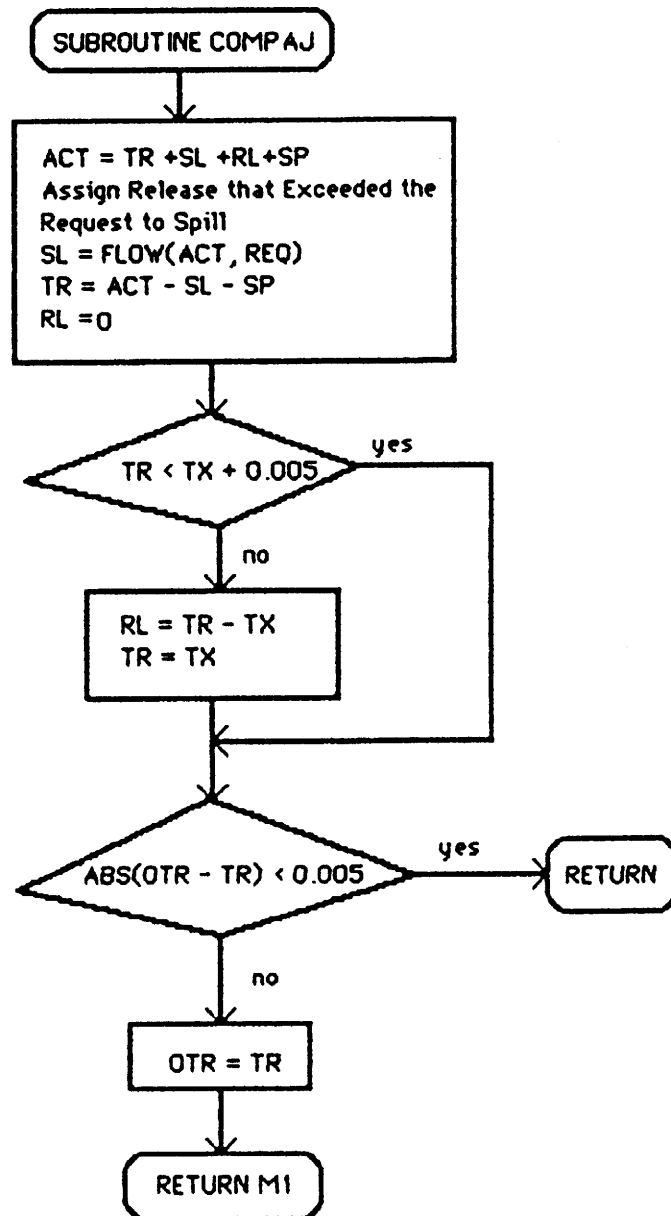 SUBROUTINE COMPAJ
ACT = TR +SL +RL+SP
Assign Release that Exceeded the
Request to Spill
SL = FLOW(ACT, REQ)
TR = ACT - SL - SP
RL =0
TR < TX + 0.005
yes
no
RL = TR - TX
TR = TX
ABS(OTR - TR) < 0.005
yes
RETURN
no
OTR = TR
RETURN M1